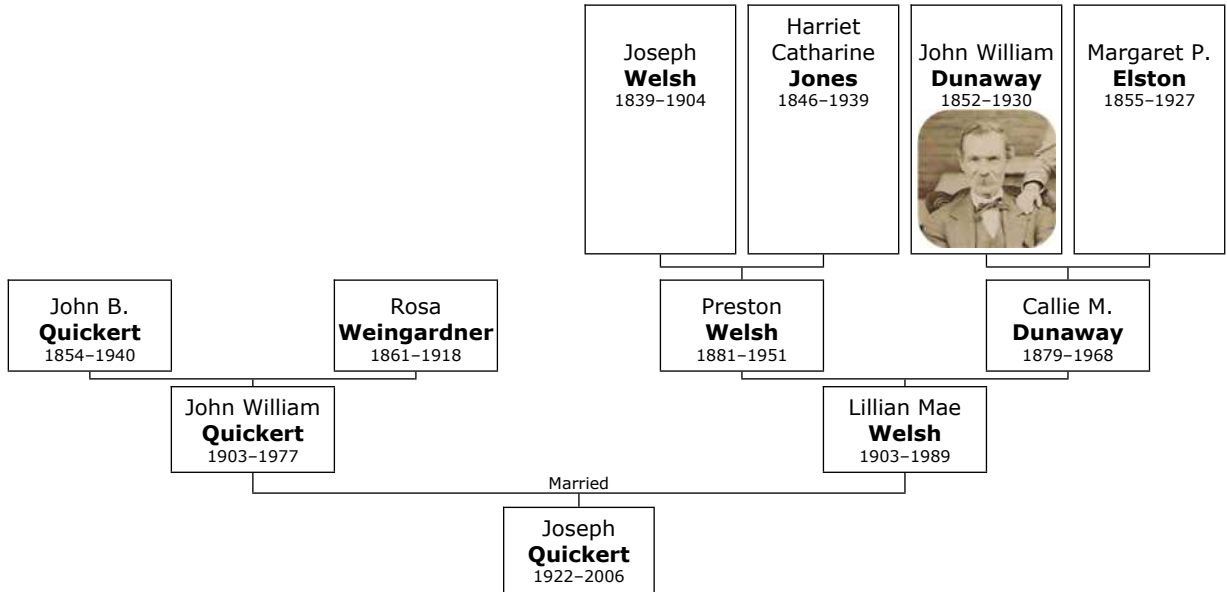 Joseph
Welsh
1839–1904
Harriet
Catharine
Jones
1846–1939
John William
Dunaway
1852–1930
Margaret P.
Elston
1855–1927
John B.
Quickert
1854–1940
Rosa
Weingardner
1861–1918
Preston
Welsh
1881–1951
Callie M.
Dunaway
1879–1968
John William
Quickert
1903–1977
Lillian Mae
Welsh
1903–1989
Married
Joseph
Quickert
1922–2006